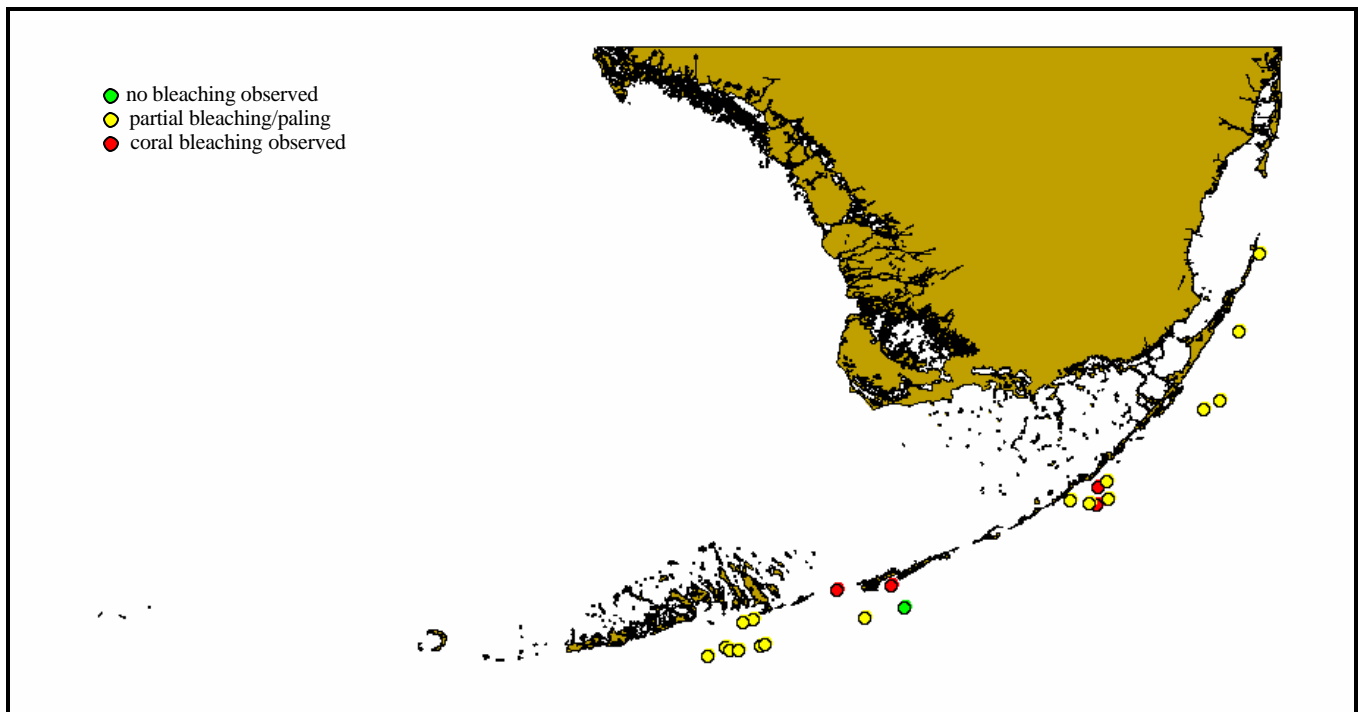 no bleaching observed
partial bleaching/paling
coral bleaching observed